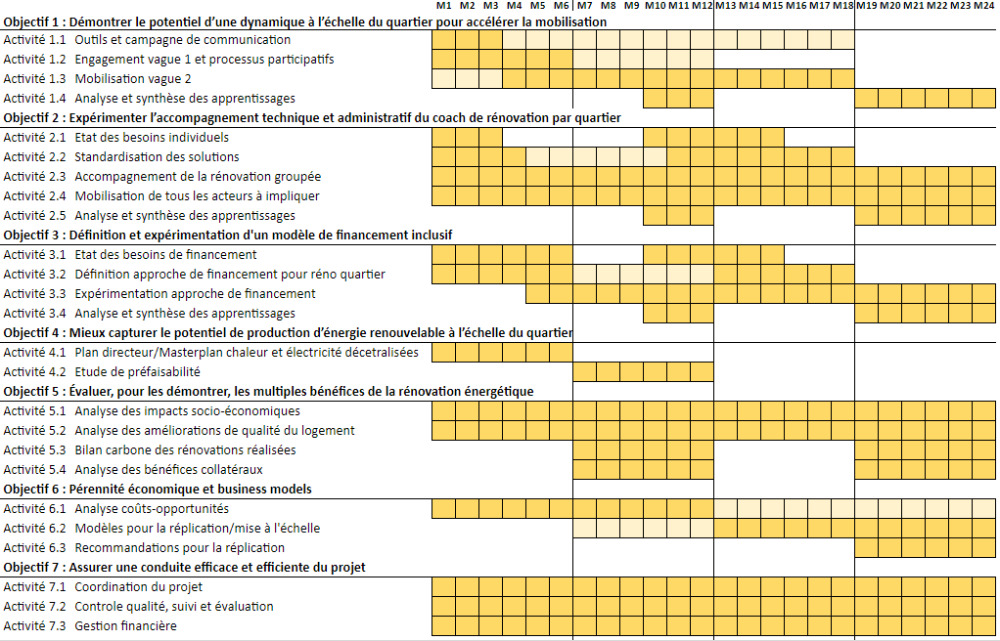 M1 M2 M3 M4 M5 M6 M7 M8 M9 M10 M11 M12 M13 M14 M15 M16 M17 M18 M19 M20 M21 M22 M23 M24
Objectif 1 : Démontrer le potentiel d’une dynamique à l’échelle du quartier pour accélérer la mobilisation
Activité 1.1 Outils et campagne de communication
Activité 1.2 Engagement vague 1 et processus participatifs
Activité 1.3 Mobilisation vague 2
Activité 1.4 Analyse et synthèse des apprentissages
Objectif 2 : Expérimenter l’accompagnement technique et administratif du coach de rénovation par quartier
Activité 2.1 Etat des besoins individuels
Activité 2.2 Standardisation des solutions
Activité 2.3 Accompagnement de la rénovation groupée
Activité 2.4 Mobilisation de tous les acteurs à impliquer
Activité 2.5 Analyse et synthèse des apprentissages
Objectif 3 : Définition et expérimentation d'un modèle de financement inclusif
Activité 3.1 Etat des besoins de financement
Activité 3.2 Définition approche de financement pour réno quartier
Activité 3.3 Expérimentation approche de financement
Activité 3.4 Analyse et synthèse des apprentissages
Objectif 4 : Mieux capturer le potentiel de production d’énergie renouvelable à l’échelle du quartier
Activité 4.1 Plan directeur/Masterplan chaleur et électricité décetralisées
Activité 4.2 Etude de préfaisabilité
Objectif 5 : Évaluer, pour les démontrer, les multiples bénéfices de la rénovation énergétique
Activité 5.1 Analyse des impacts socio-économiques
Activité 5.2 Analyse des améliorations de qualité du logement
Activité 5.3 Bilan carbone des rénovations réalisées
Activité 5.4 Analyse des bénéfices collatéraux
Objectif 6 : Pérennité économique et business models
Activité 6.1 Analyse coûts-opportunités
Activité 6.2 Modèles pour la réplication/mise à l'échelle
Activité 6.3 Recommandations pour la réplication
Objectif 7 : Assurer une conduite efficace et efficiente du projet
Activité 7.1 Coordination du projet
Activité 7.2 Controle qualité, suivi et évaluation
Activité 7.3 Gestion financière